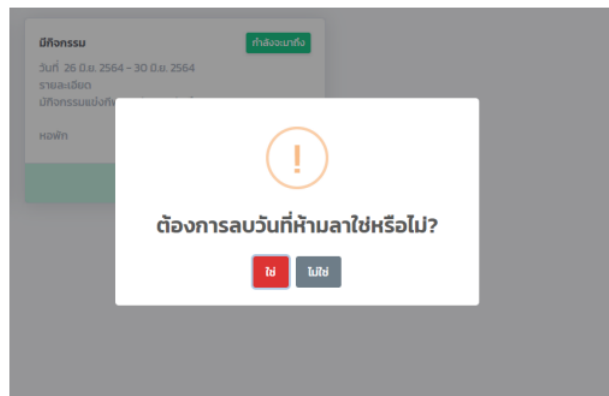 มีกิจกรรม
กำลังจะมาถึง
วันที่ 26 มิ.ย. 2564 - 30 มิ.ย. 2564
รายละเอียด
มีกิจกรรมแข่งกีฬา
หอพัก
!
ต้องการลบวันที่ห้ามลาใช่หรือไม่?
ใช่
ไม่ใช่